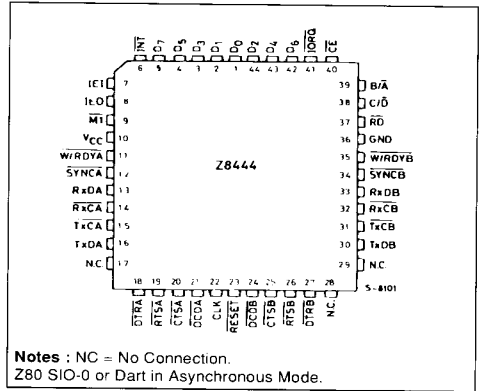 INT D7 D5 D3 D1 D0 D2 D4 D6 IORQ CE
6 5 4 3 2 1 44 43 42 41 40
IEI 7
IEO 8
M1 9
VCC 10
W/RDYA 11
SYNCA 12
RxDA 13
RxCA 14
TxCA 15
TxDA 16
N.C. 17
Z8444
39 B/A
38 C/D
37 RD
36 GND
35 W/RDYB
34 SYNCB
33 RxDB
32 RxCB
31 TxCB
30 TxDB
29 N.C.
S-8101
18 19 20 21 22 23 24 25 26 27 28
DTRA RTSA CTSA DCDA CLK RESET DCDB CTSB RTSB DTRB N.C.
Notes : NC = No Connection.
Z80 SIO-0 or Dart in Asynchronous Mode.